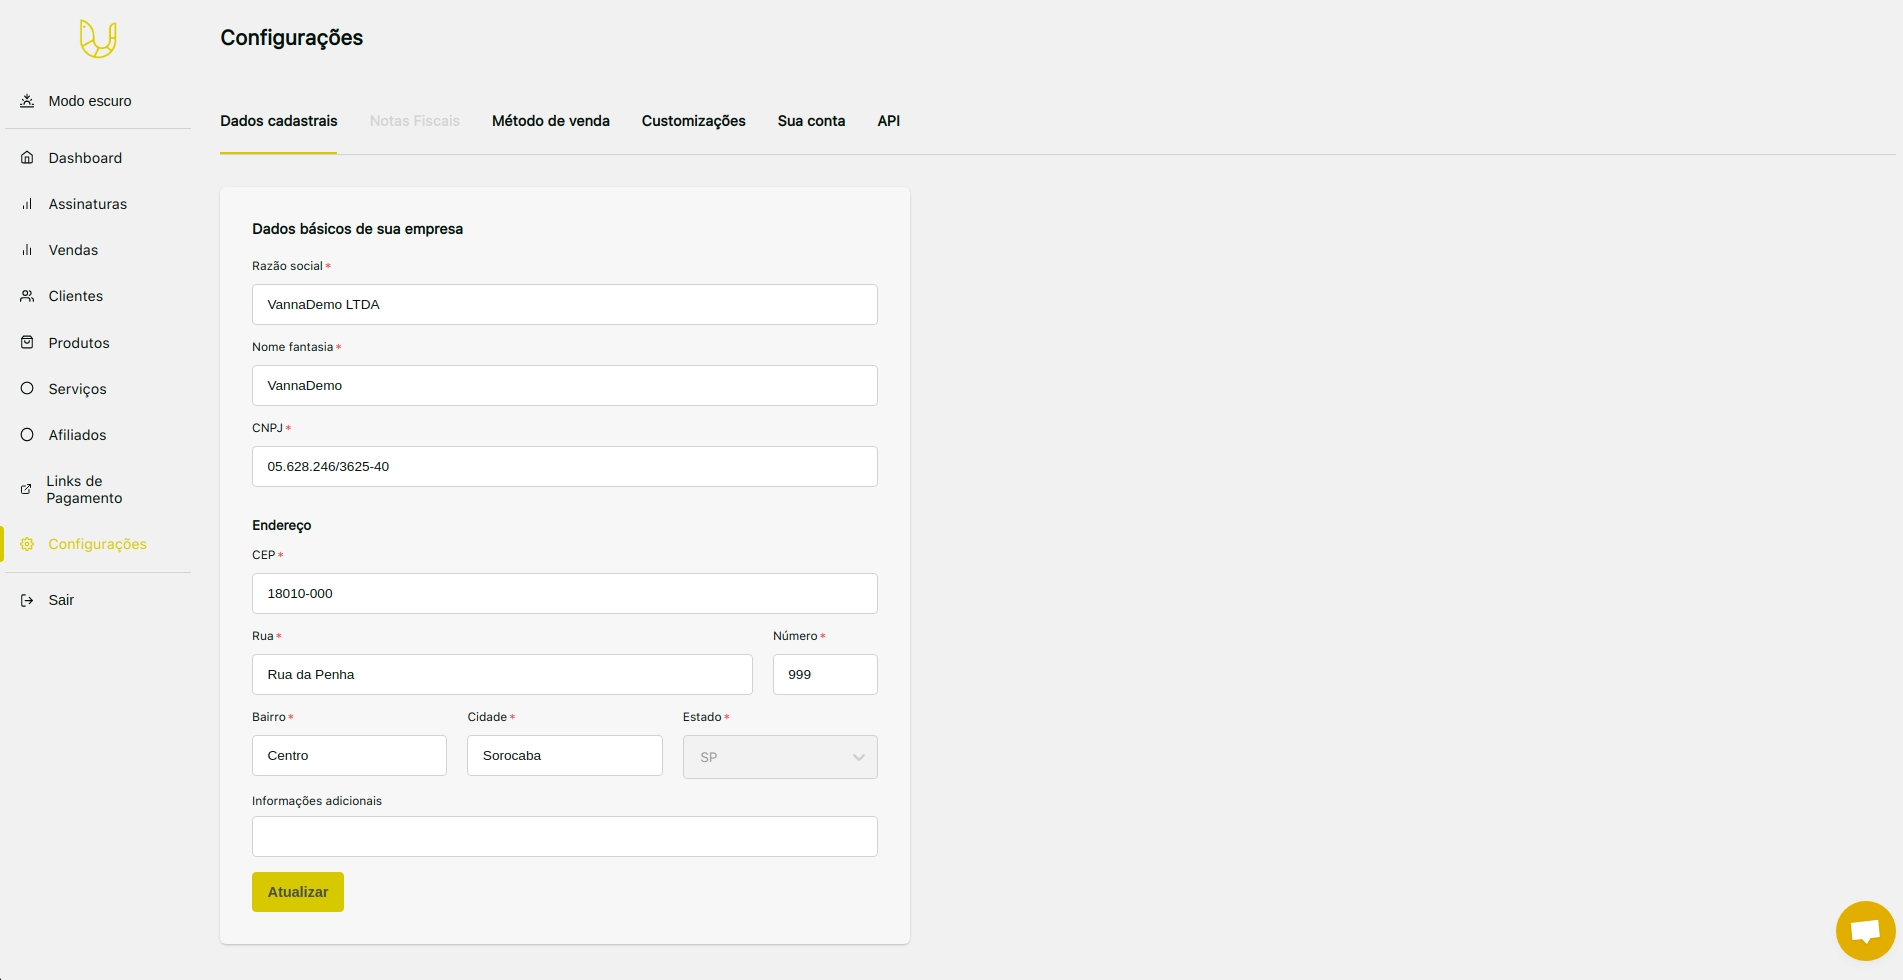 Configurações
Modo escuro
Dashboard
Assinaturas
Vendas
Clientes
Produtos
Serviços
Afiliados
Links de
Pagamento
Configurações
Sair
Dados cadastrais Notas Fiscais Método de venda Customizações Sua conta API
Dados básicos de sua empresa
Razão social *
VannaDemo LTDA
Nome fantasia *
VannaDemo
CNPJ *
05.628.246/3625-40
Endereço
CEP *
18010-000
Rua * Número *
Rua da Penha 999
Bairro * Cidade * Estado *
Centro Sorocaba SP
Informações adicionais
Atualizar